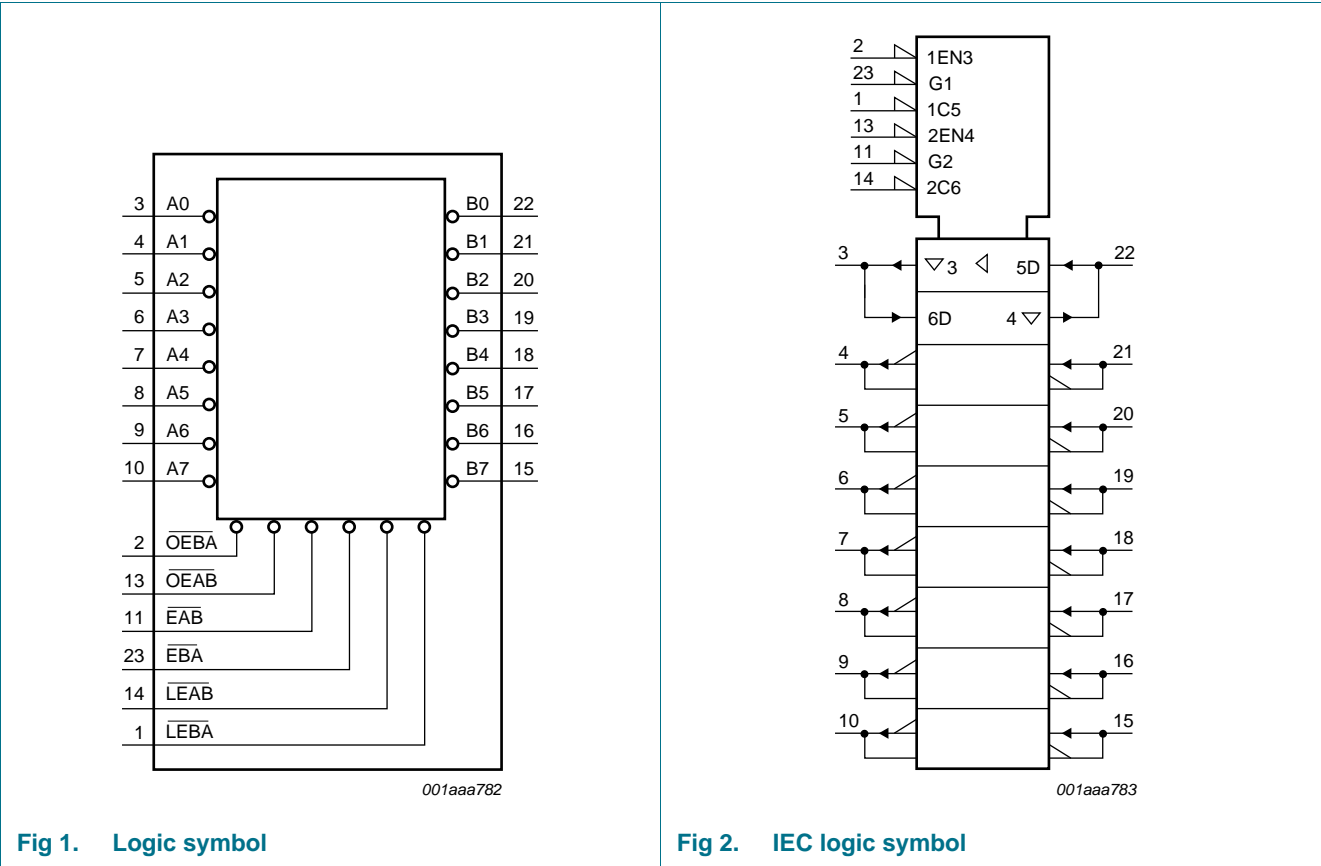 3 A0 B0 22
4 A1 B1 21
5 A2 B2 20
6 A3 B3 19
7 A4 B4 18
8 A5 B5 17
9 A6 B6 16
10 A7 B7 15
2 OEBA
13 OEAB
11 EAB
23 EBA
14 LEAB
1 LEBA
001aaa782
Fig 1. Logic symbol
2 1EN3
23 G1
1 1C5
13 2EN4
11 G2
14 2C6
3 3 5D 22
6D 4
4 21
5 20
6 19
7 18
8 17
9 16
10 15
001aaa783
Fig 2. IEC logic symbol